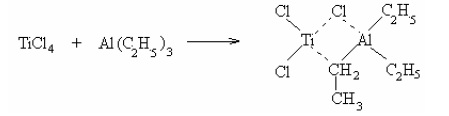 Cl Cl C₂H₅
TiCl₄ + Al(C₂H₅)₃ Ti Al
Cl CH₂ C₂H₅
CH₃